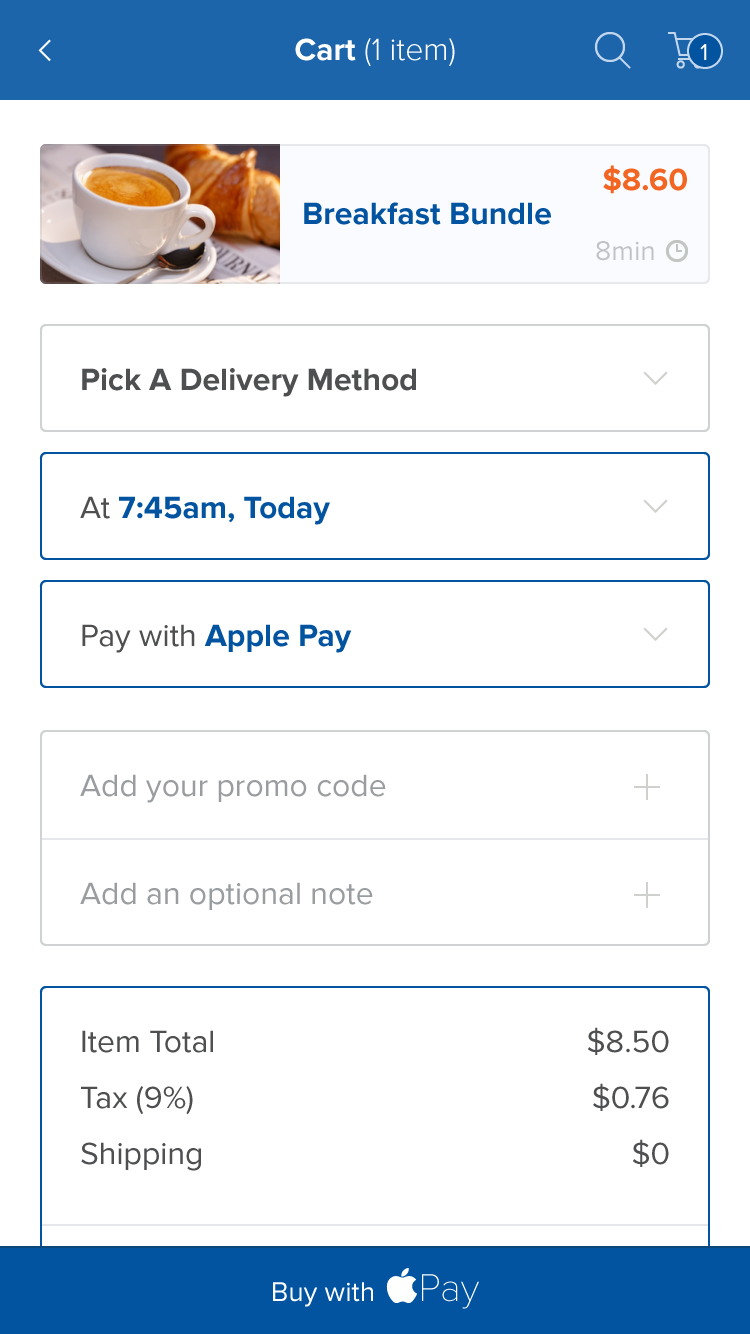 Cart (1 item)
1
$8.60
Breakfast Bundle
8min
Pick A Delivery Method
At 7:45am, Today
Pay with Apple Pay
Add your promo code
Add an optional note
Item Total $8.50
Tax (9%) $0.76
Shipping $0
Buy with Pay